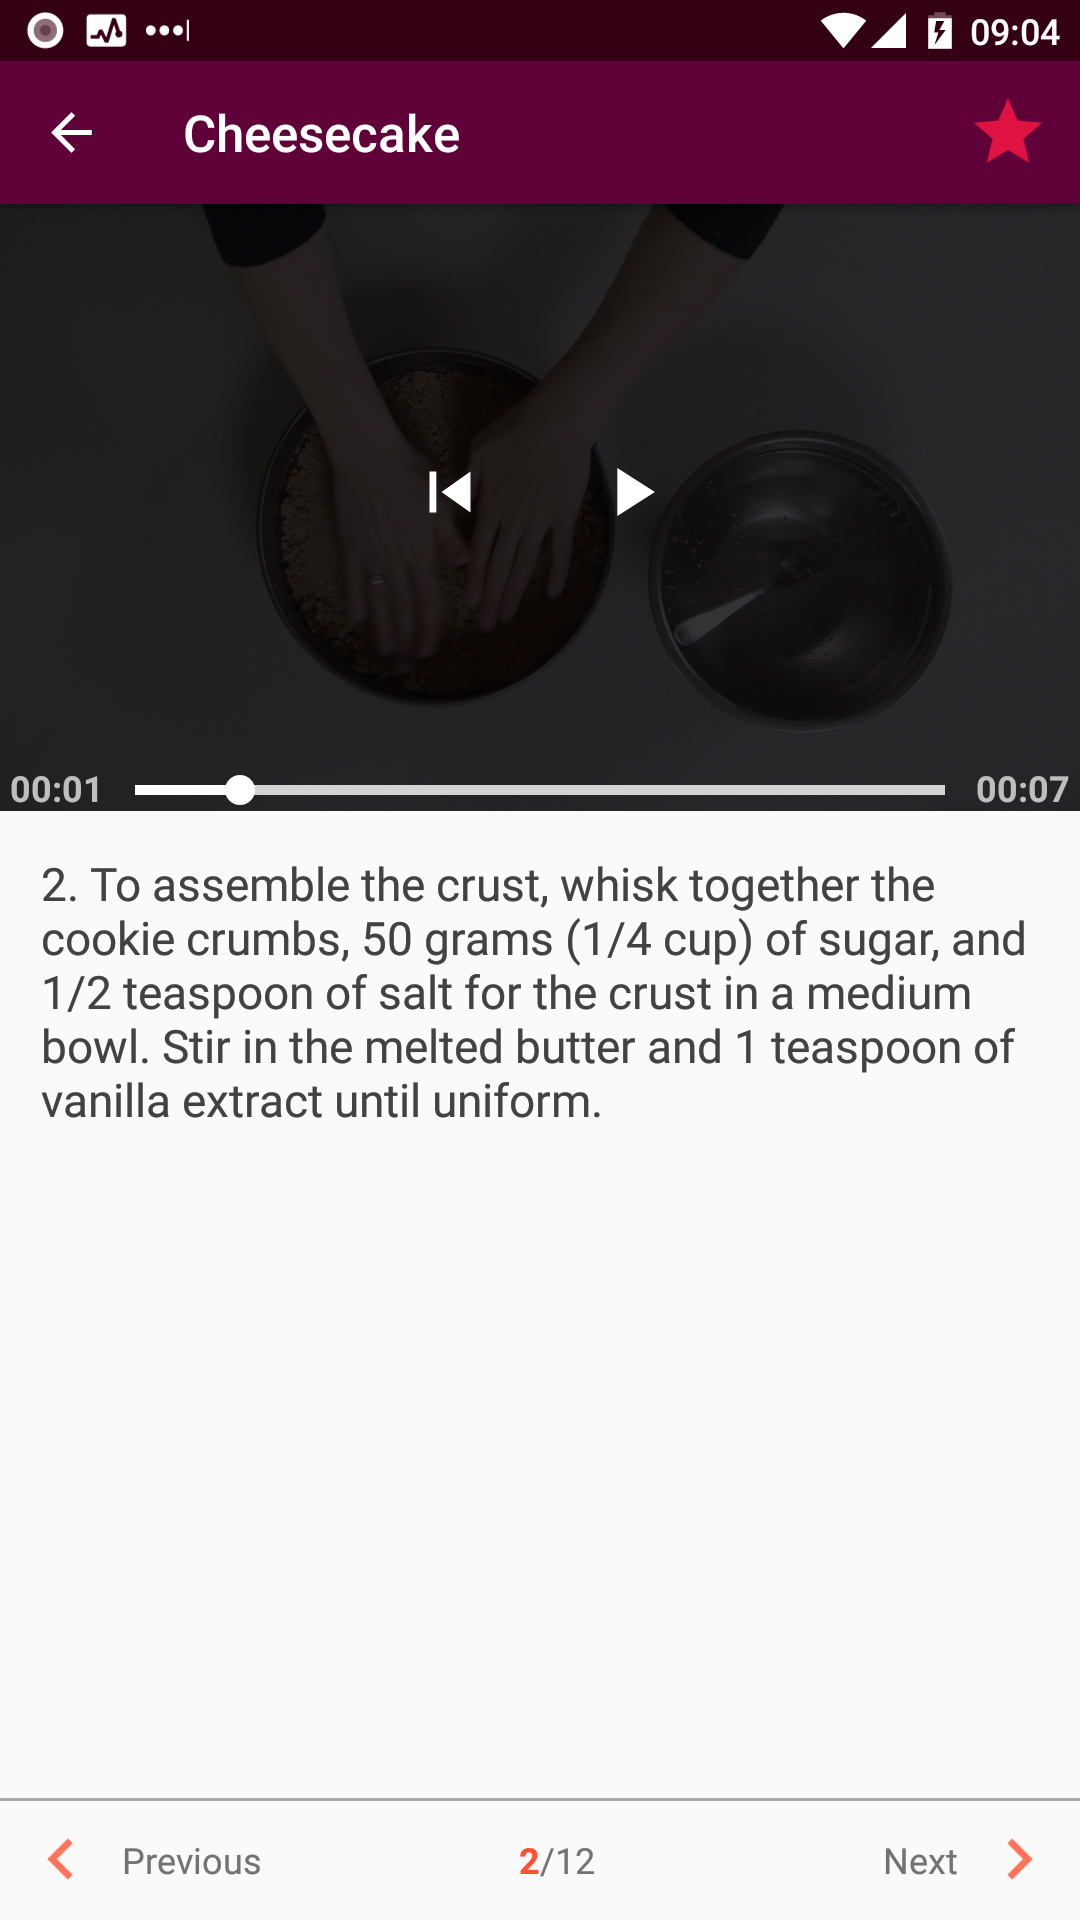 09:04
Cheesecake
00:01
00:07
2. To assemble the crust, whisk together the
cookie crumbs, 50 grams (1/4 cup) of sugar, and
1/2 teaspoon of salt for the crust in a medium
bowl. Stir in the melted butter and 1 teaspoon of
vanilla extract until uniform.
Previous
2/12
Next